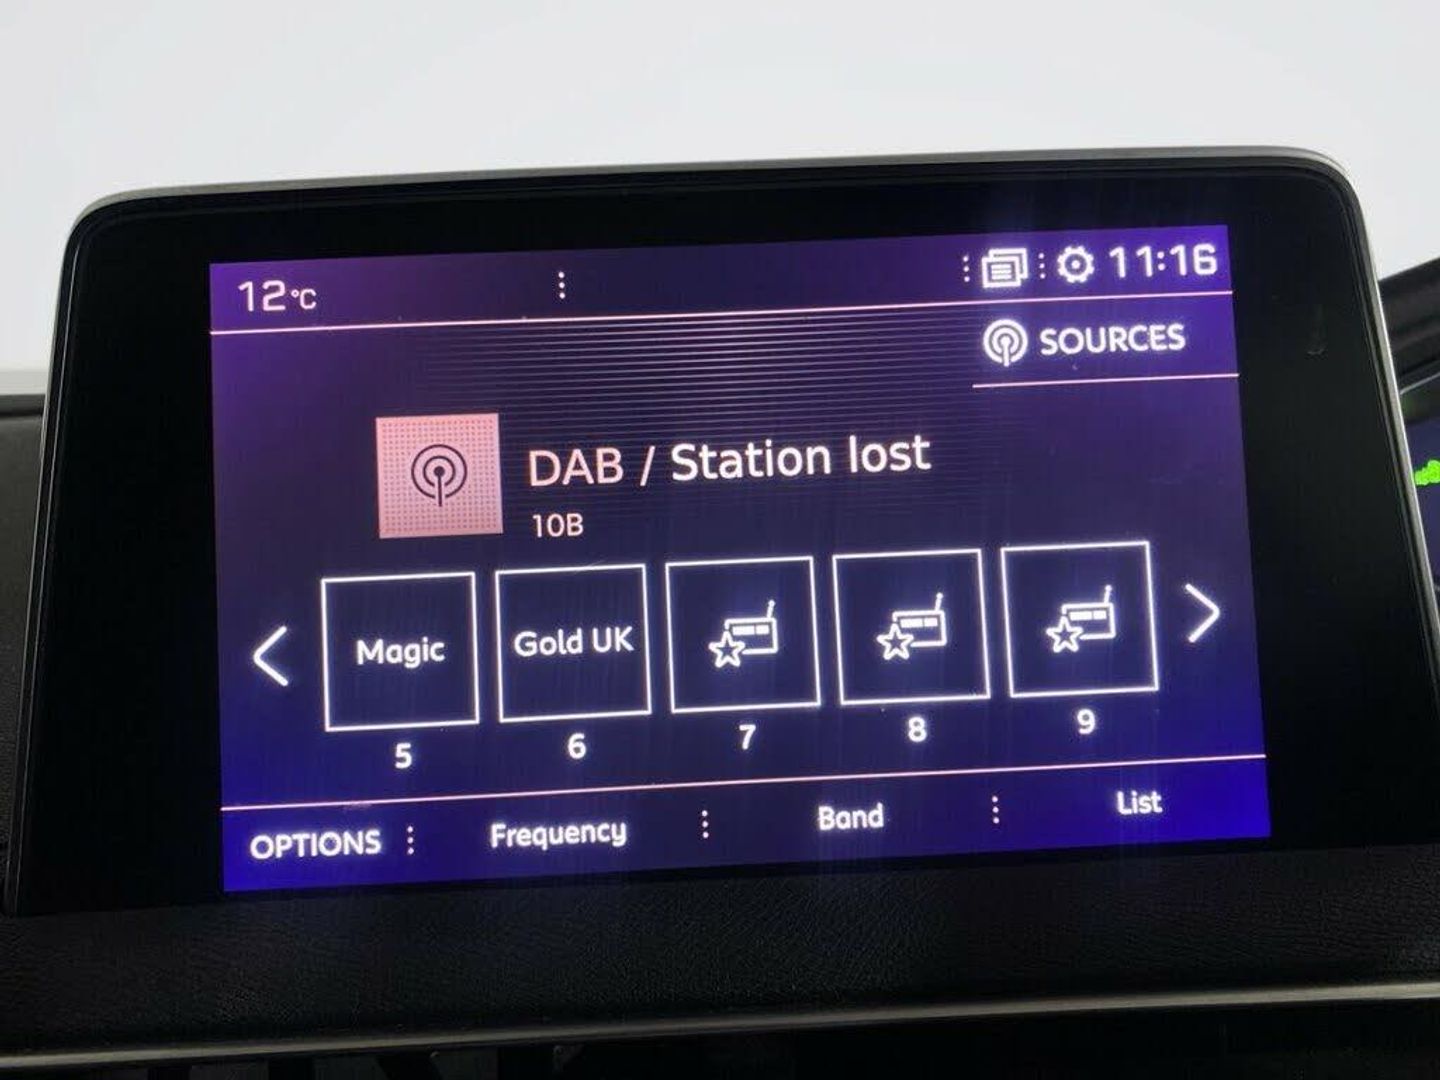 12°C
11:16
SOURCES
DAB / Station lost
10B
Magic
Gold UK
5
6
7
8
9
OPTIONS
Frequency
Band
List